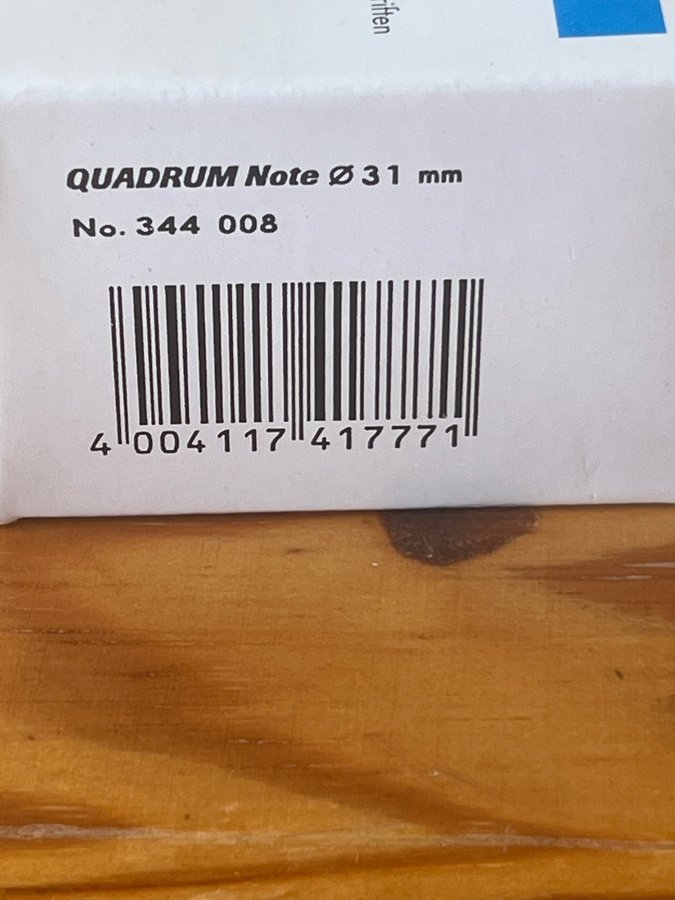 QUADRUM Note Ø 31 mm
No. 344 008
4 004117 417771